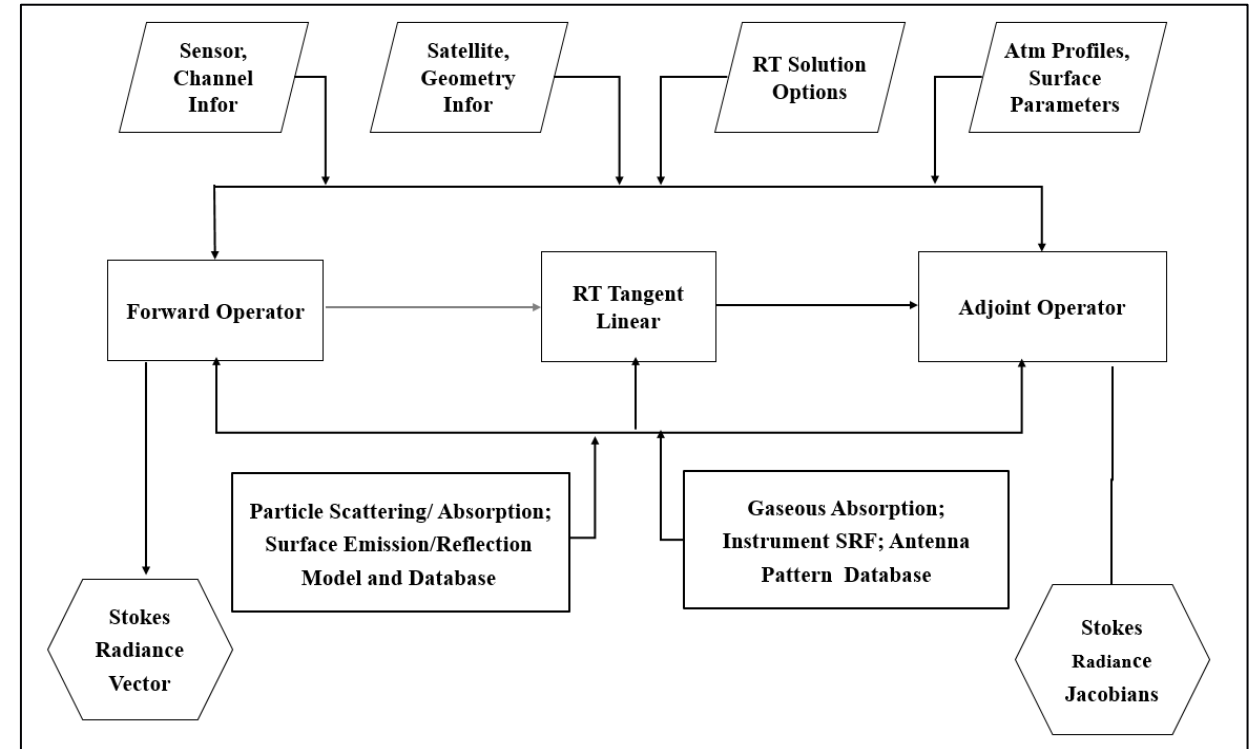 Sensor,
Channel
Infor
Satellite,
Geometry
Infor
RT Solution
Options
Atm Profiles,
Surface
Parameters
Forward Operator
RT Tangent
Linear
Adjoint Operator
Particle Scattering/ Absorption;
Surface Emission/Reflection
Model and Database
Gaseous Absorption;
Instrument SRF; Antenna
Pattern Database
Stokes
Radiance
Vector
Stokes
Radiance
Jacobians